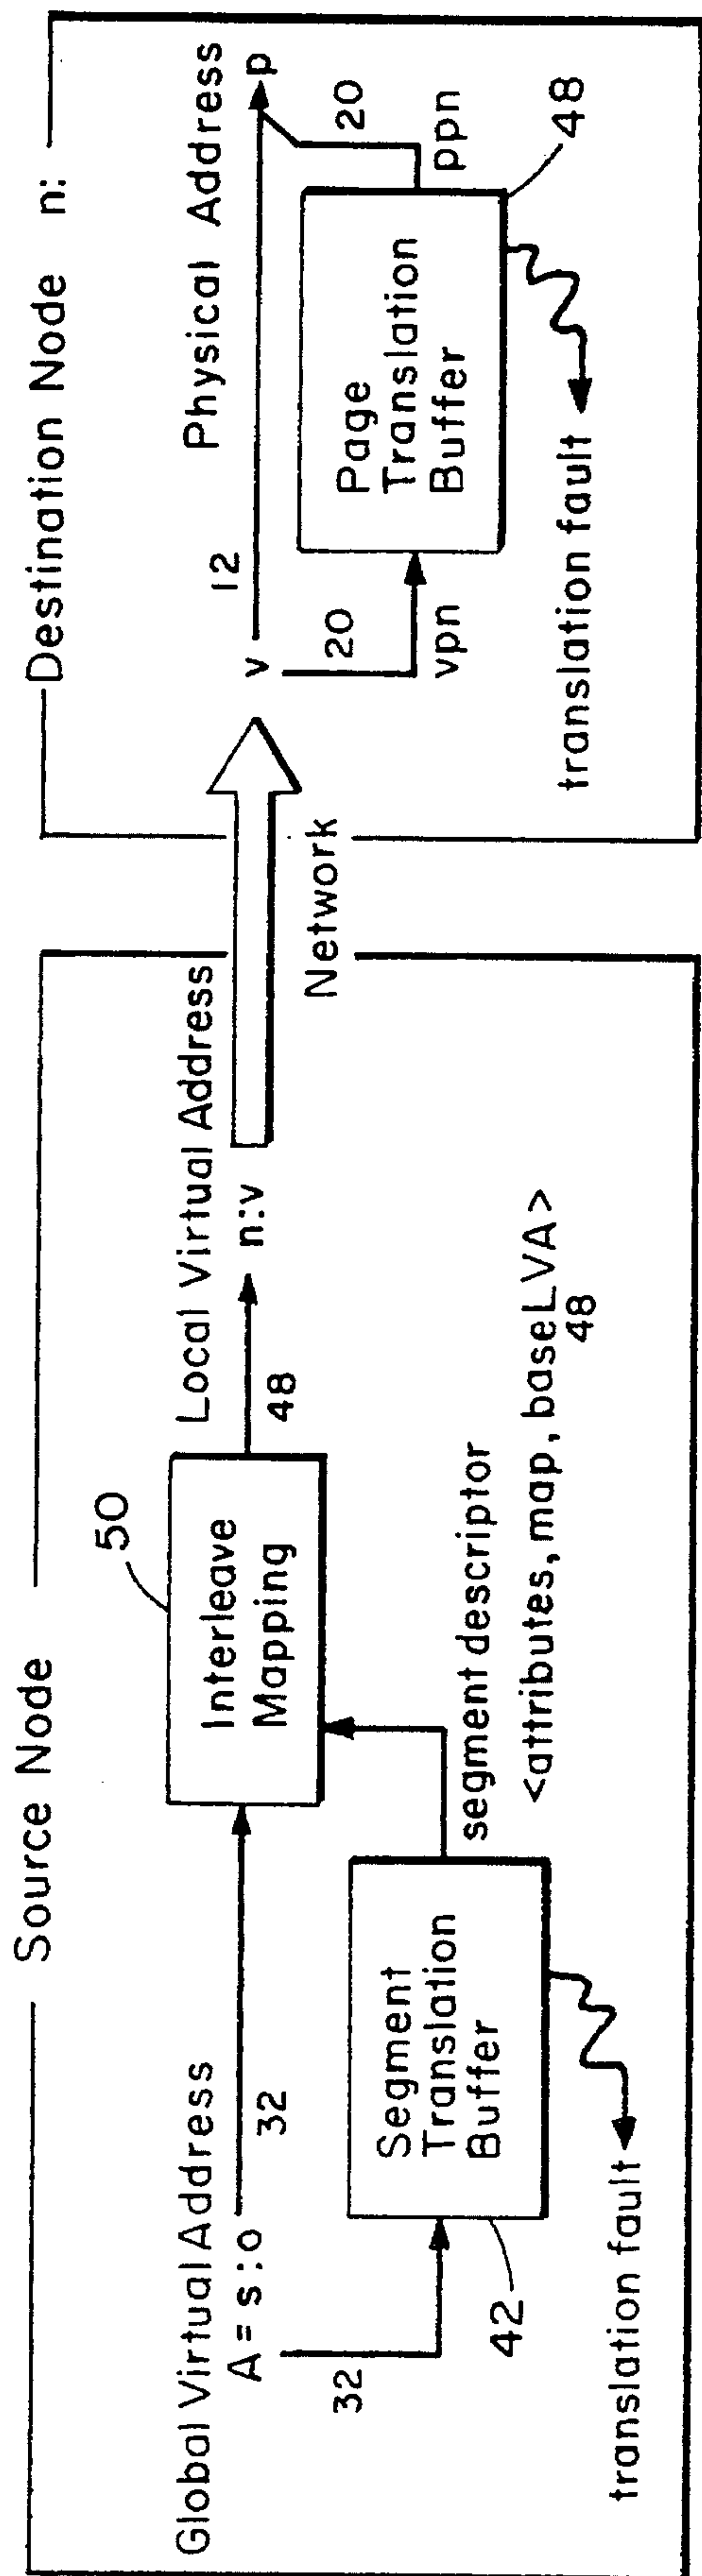 Source Node
Global Virtual Address
A = s : o
32
32
42
Segment
Translation
Buffer
translation fault
50
Interleave
Mapping
segment descriptor
<attributes, map, baseLVA>
48
48
Local Virtual Address
n:v
Network
Destination Node n:
v
12
Physical Address
p
20
vpn
Page
Translation
Buffer
20
ppn
48
translation fault